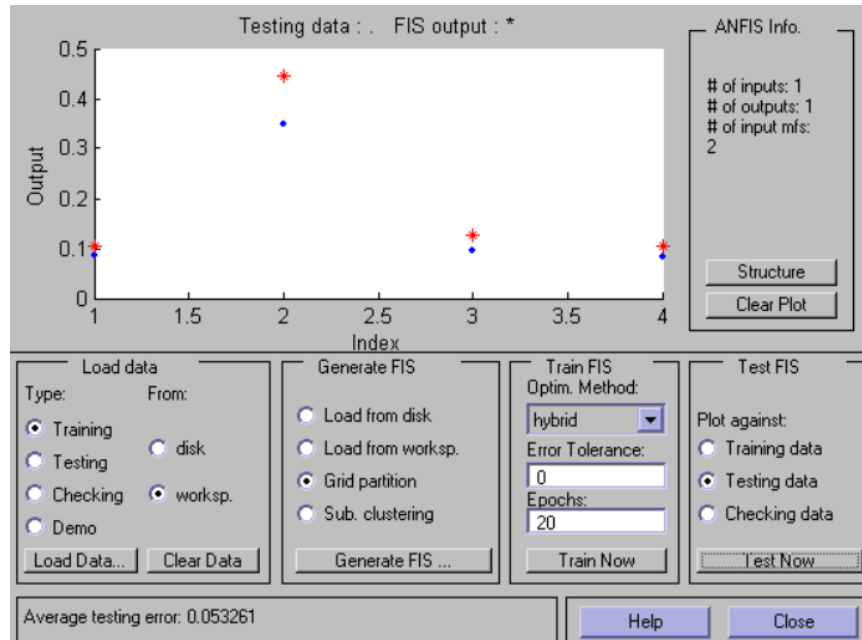 Testing data : .   FIS output : *
Output
0.5
0.4
0.3
0.2
0.1
0
1
1.5
2
2.5
3
3.5
4
Index
ANFIS Info.
# of inputs: 1
# of outputs: 1
# of input mfs:
2
Structure
Clear Plot
Load data
Type:
From:
Training
Testing
Checking
Demo
disk
worksp.
Load Data...
Clear Data
Generate FIS
Load from disk
Load from worksp.
Grid partition
Sub. clustering
Generate FIS ...
Train FIS
Optim. Method:
hybrid
Error Tolerance:
0
Epochs:
20
Train Now
Test FIS
Plot against:
Training data
Testing data
Checking data
Test Now
Average testing error: 0.053261
Help
Close